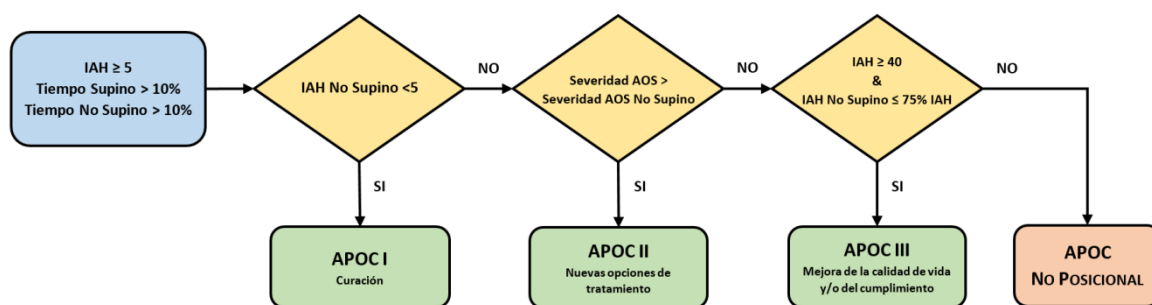 IAH ≥ 5
Tiempo Supino > 10%
Tiempo No Supino > 10%
IAH No Supino <5
NO
Severidad AOS >
Severidad AOS No Supino
NO
IAH ≥ 40
&
IAH No Supino ≤ 75% IAH
NO
SI
SI
SI
APOC I
Curación
APOC II
Nuevas opciones de
tratamiento
APOC III
Mejora de la calidad de vida
y/o del cumplimiento
APOC
NO POSICIONAL